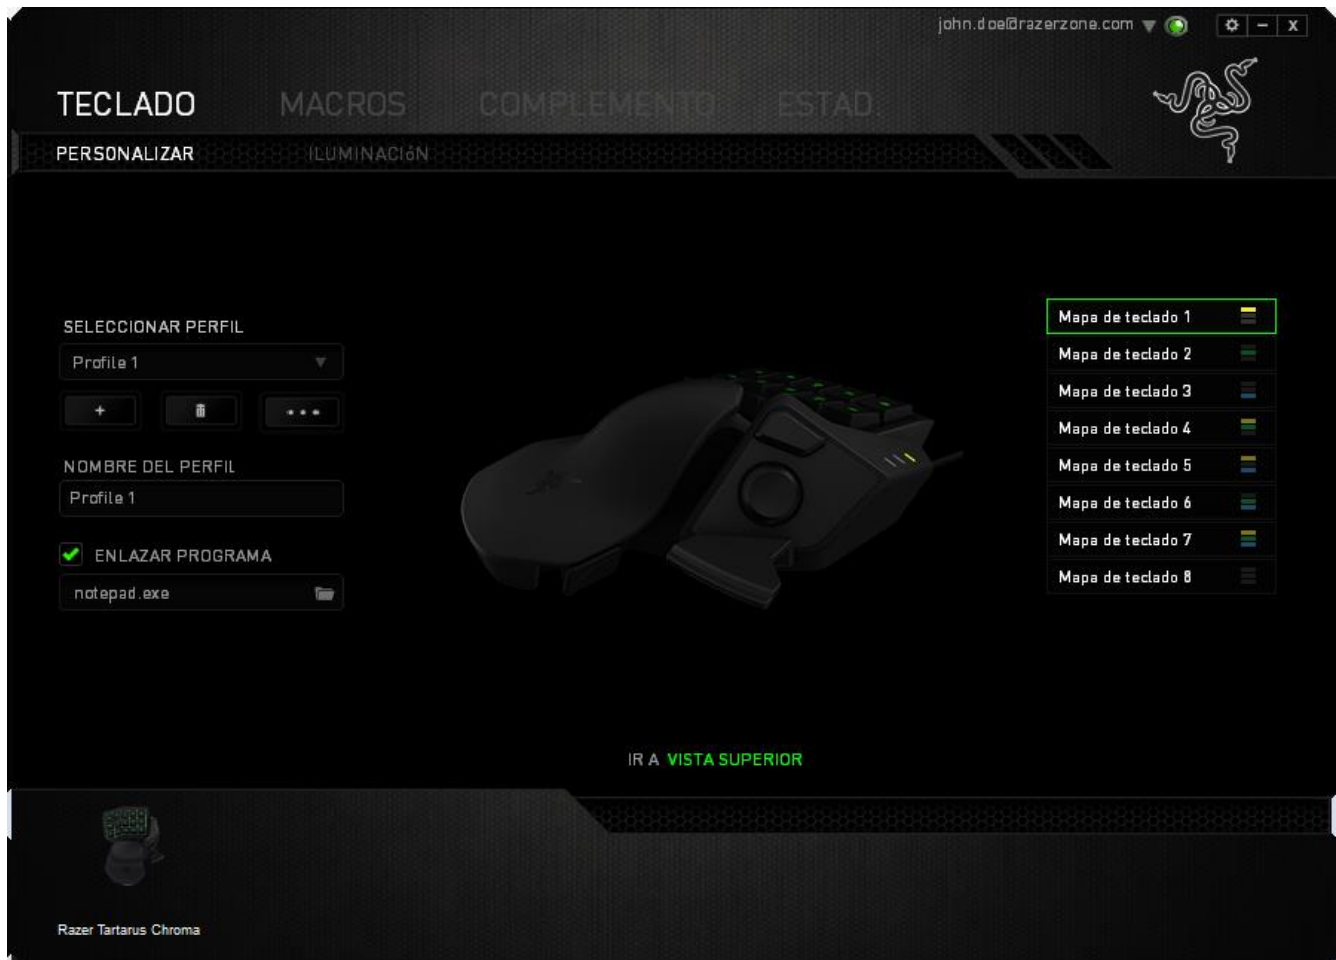 john.doe@razerzone.com
TECLADO MACROS COMPLEMENTO ESTAD.
PERSONALIZAR ILUMINACIóN
SELECCIONAR PERFIL
Profile 1
NOMBRE DEL PERFIL
Profile 1
ENLAZAR PROGRAMA
notepad.exe
Mapa de teclado 1
Mapa de teclado 2
Mapa de teclado 3
Mapa de teclado 4
Mapa de teclado 5
Mapa de teclado 6
Mapa de teclado 7
Mapa de teclado 8
IR A VISTA SUPERIOR
Razer Tartarus Chroma